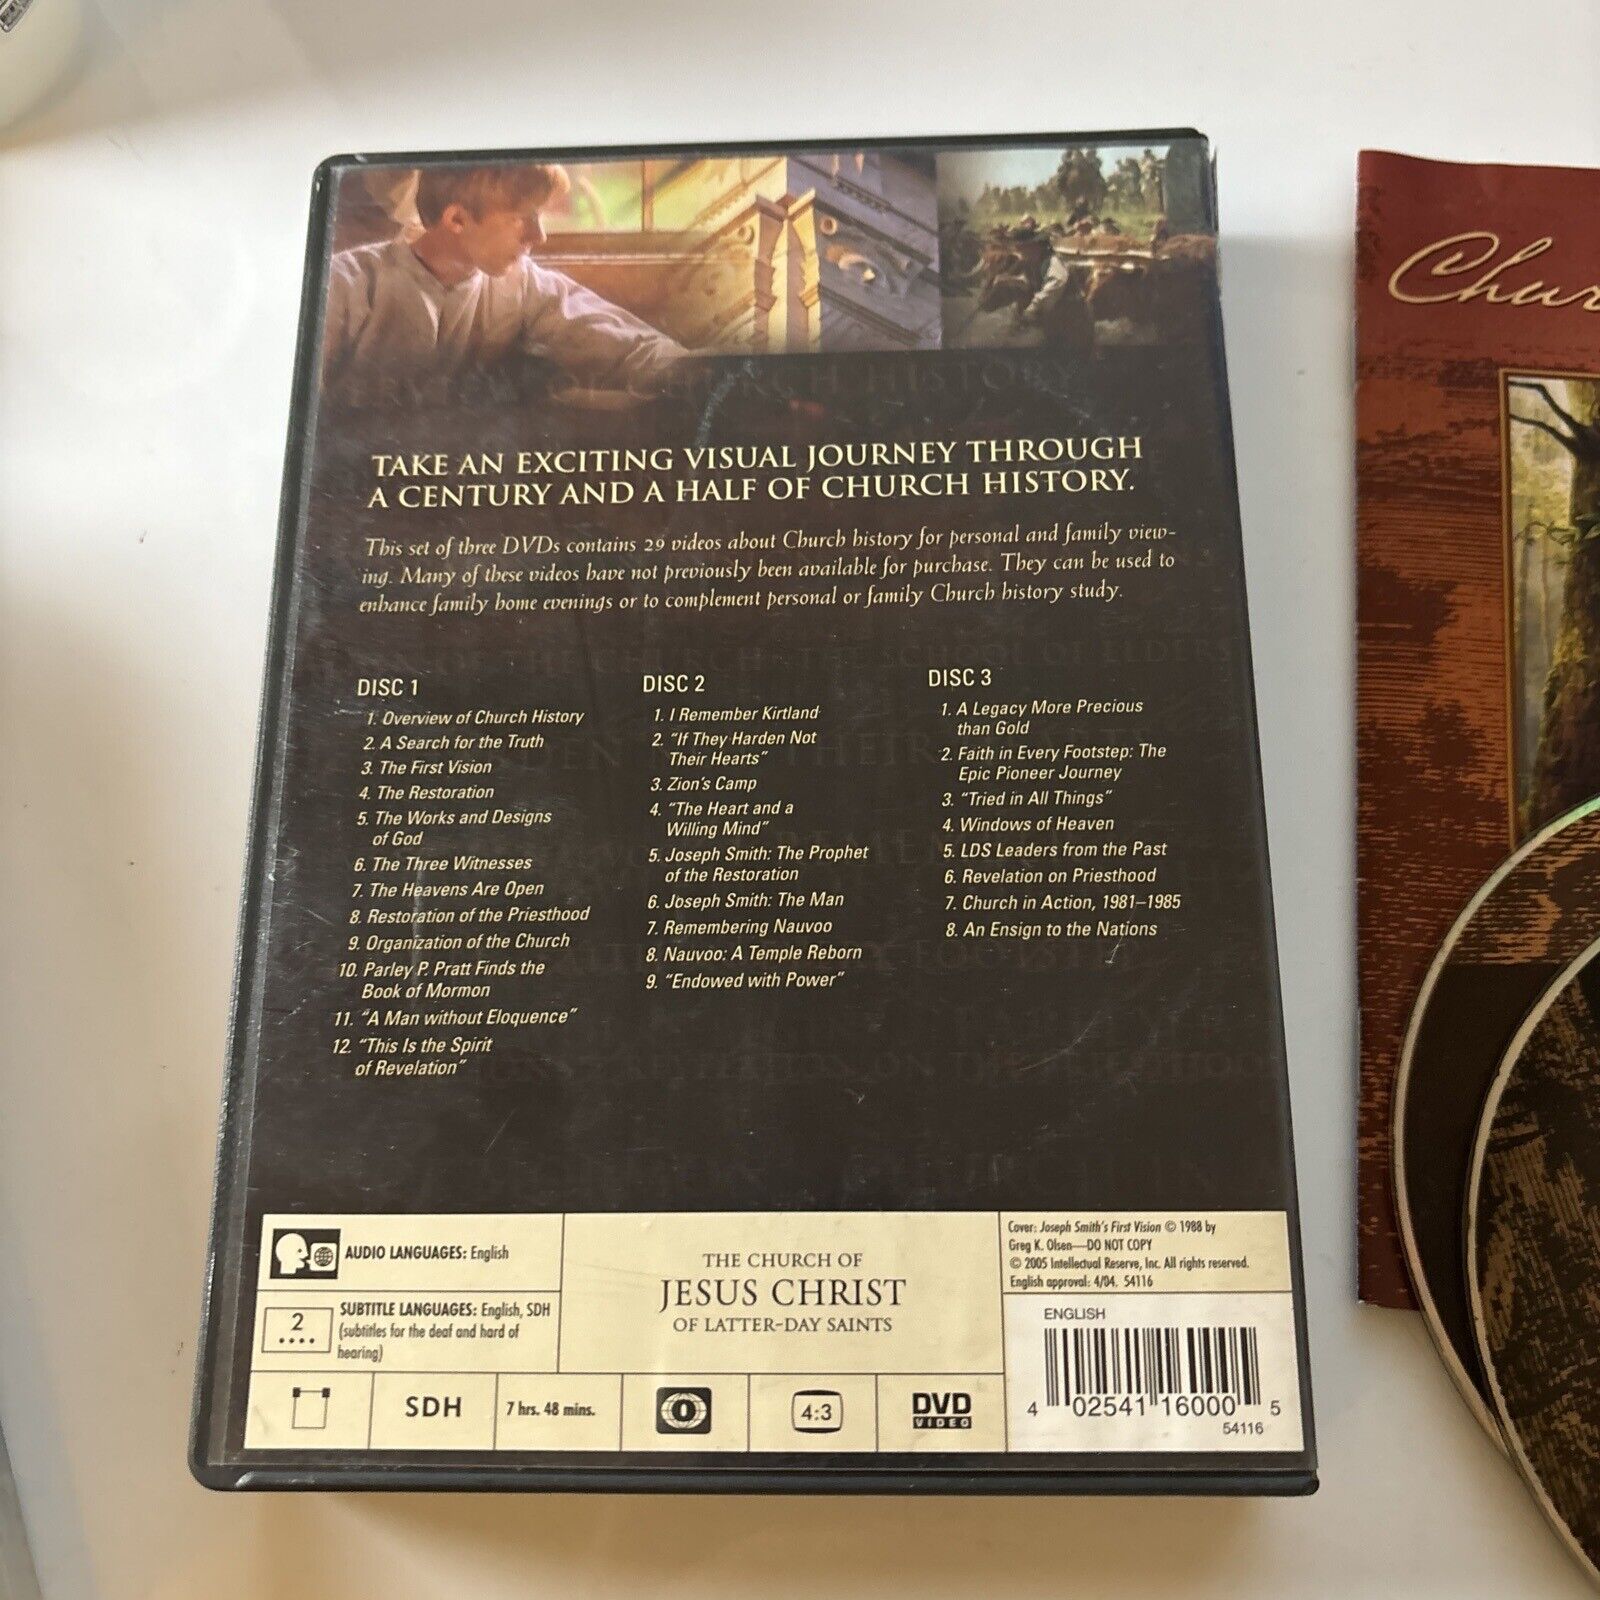 TAKE AN EXCITING VISUAL JOURNEY THROUGH
A CENTURY AND A HALF OF CHURCH HISTORY.
This set of three DVDs contains 29 videos about Church history for personal and family view-
ing. Many of these videos have not previously been available for purchase. They can be used to
enhance family home evenings or to complement personal or family Church history study.
DISC 1
1. Overview of Church History
2. A Search for the Truth
3. The First Vision
4. The Restoration
5. The Works and Designs
of God
6. The Three Witnesses
7. The Heavens Are Open
8. Restoration of the Priesthood
9. Organization of the Church
10. Parley P. Pratt Finds the
Book of Mormon
11. "A Man without Eloquence"
12. "This Is the Spirit
of Revelation"
DISC 2
1. I Remember Kirtland
2. "If They Harden Not
Their Hearts"
3. Zion's Camp
4. "The Heart and a
Willing Mind"
5. Joseph Smith: The Prophet
of the Restoration
6. Joseph Smith: The Man
7. Remembering Nauvoo
8. Nauvoo: A Temple Reborn
9. "Endowed with Power"
DISC 3
1. A Legacy More Precious
than Gold
2. Faith in Every Footstep: The
Epic Pioneer Journey
3. "Tried in All Things"
4. Windows of Heaven
5. LDS Leaders from the Past
6. Revelation on Priesthood
7. Church in Action, 1981–1985
8. An Ensign to the Nations
AUDIO LANGUAGES: English
2
SUBTITLE LANGUAGES: English, SDH
(subtitles for the deaf and hard of
hearing)
THE CHURCH OF
JESUS CHRIST
OF LATTER-DAY SAINTS
Cover: Joseph Smith's First Vision © 1988 by
Greg K. Olsen—DO NOT COPY
© 2005 Intellectual Reserve, Inc. All rights reserved.
English approval: 4/04. 54116
SDH
7 hrs. 48 mins.
0
4:3
DVD
VIDEO
ENGLISH
4 02541 16000 5
54116
Chur